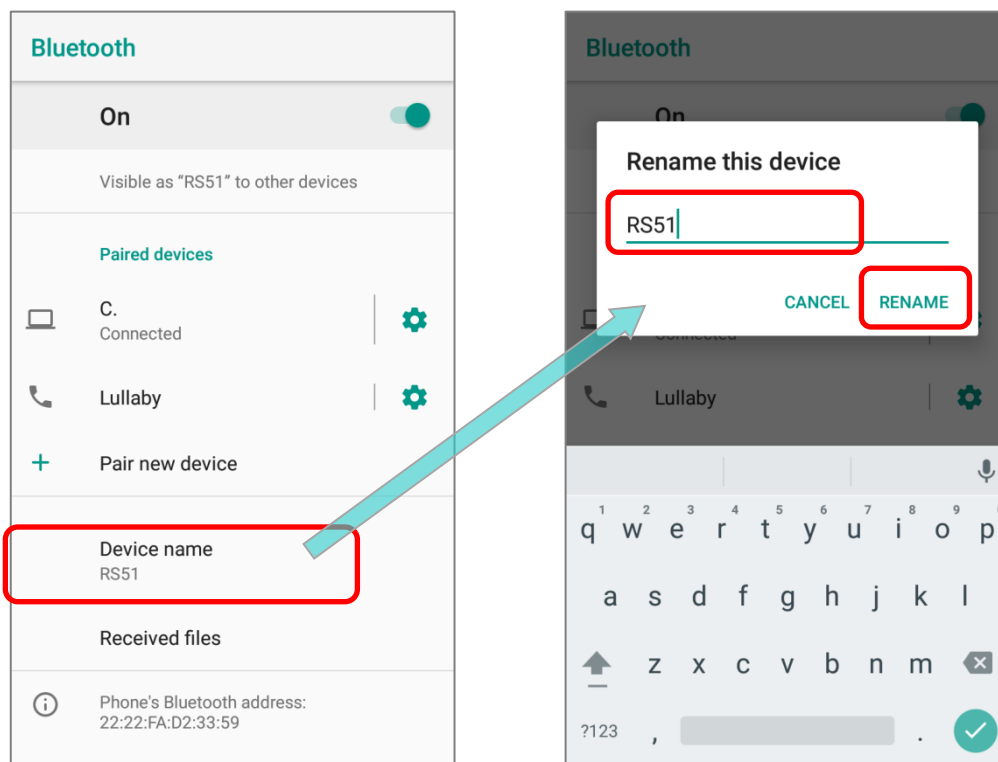 Bluetooth
On
Visible as “RS51” to other devices
Paired devices
C.
Connected
Lullaby
Pair new device
Device name
RS51
Received files
Phone's Bluetooth address:
22:22:FA:D2:33:59
Bluetooth
On
Rename this device
RS51
CANCEL RENAME
Connected
Lullaby
1 2 3 4 5 6 7 8 9
q w e r t y u i o p
a s d f g h j k l
z x c v b n m
?123 , .